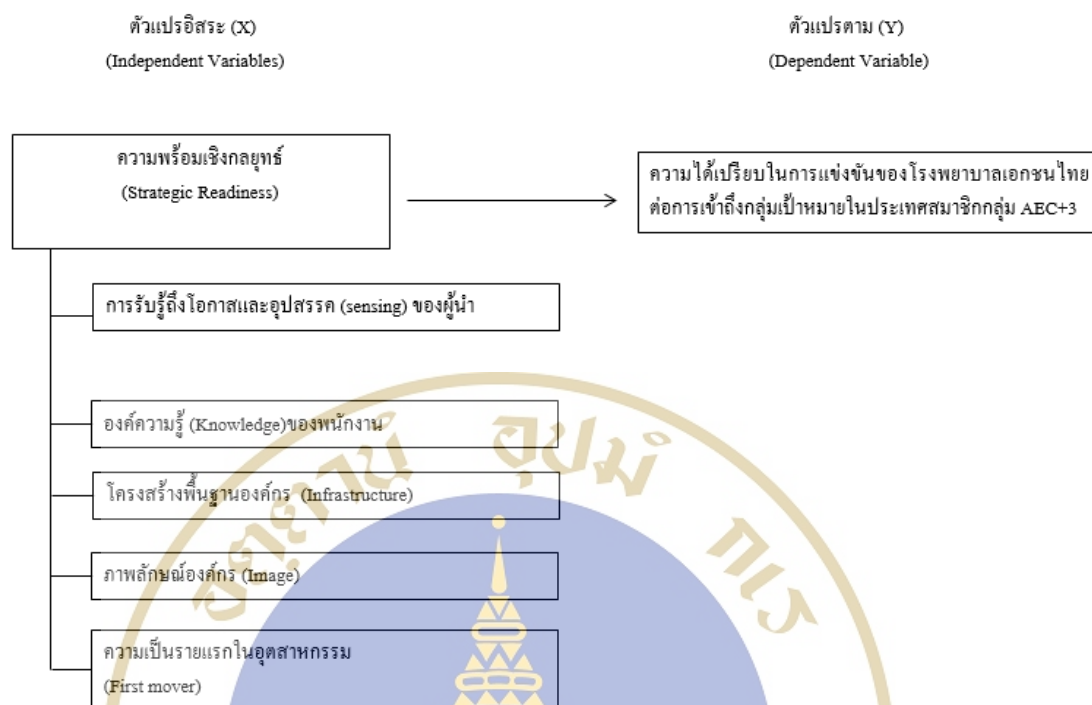 ตัวแปรอิสระ (X)
(Independent Variables)
ตัวแปรตาม (Y)
(Dependent Variable)
ความพร้อมเชิงกลยุทธ์
(Strategic Readiness)
ความได้เปรียบในการแข่งขันของโรงพยาบาลเอกชนไทย
ต่อการเข้าถึงกลุ่มเป้าหมายในประเทศสมาชิกกลุ่ม AEC+3
การรับรู้ถึงโอกาสและอุปสรรค (sensing) ของผู้นำ
องค์ความรู้ (Knowledge)ของพนักงาน
โครงสร้างพื้นฐานองค์กร (Infrastructure)
ภาพลักษณ์องค์กร (Image)
ความเป็นรายแรกในอุตสาหกรรม
(First mover)
อตฺตานํ อุปมํ กเร